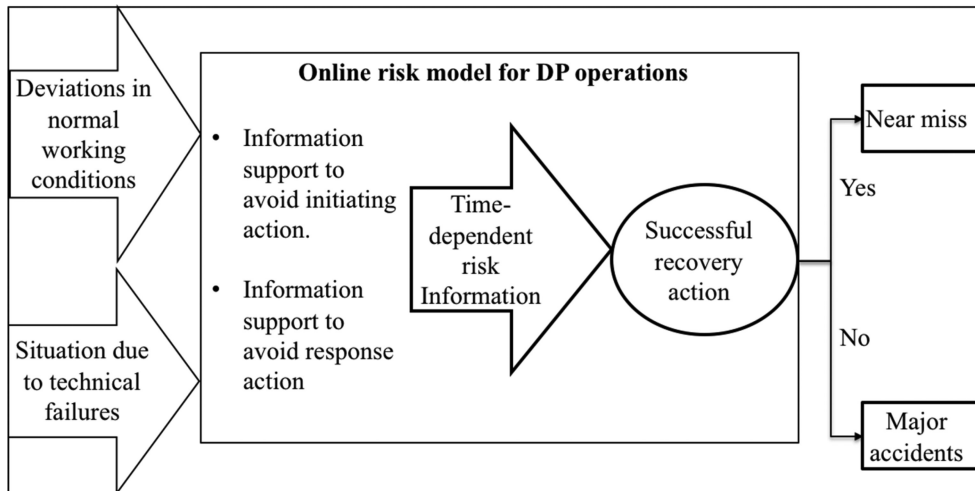 Deviations in
normal
working
conditions
Situation due
to technical
failures
Online risk model for DP operations
• Information
support to
avoid initiating
action.
• Information
support to
avoid response
action
Time-
dependent
risk
Information
Successful
recovery
action
Near miss
Yes
No
Major
accidents